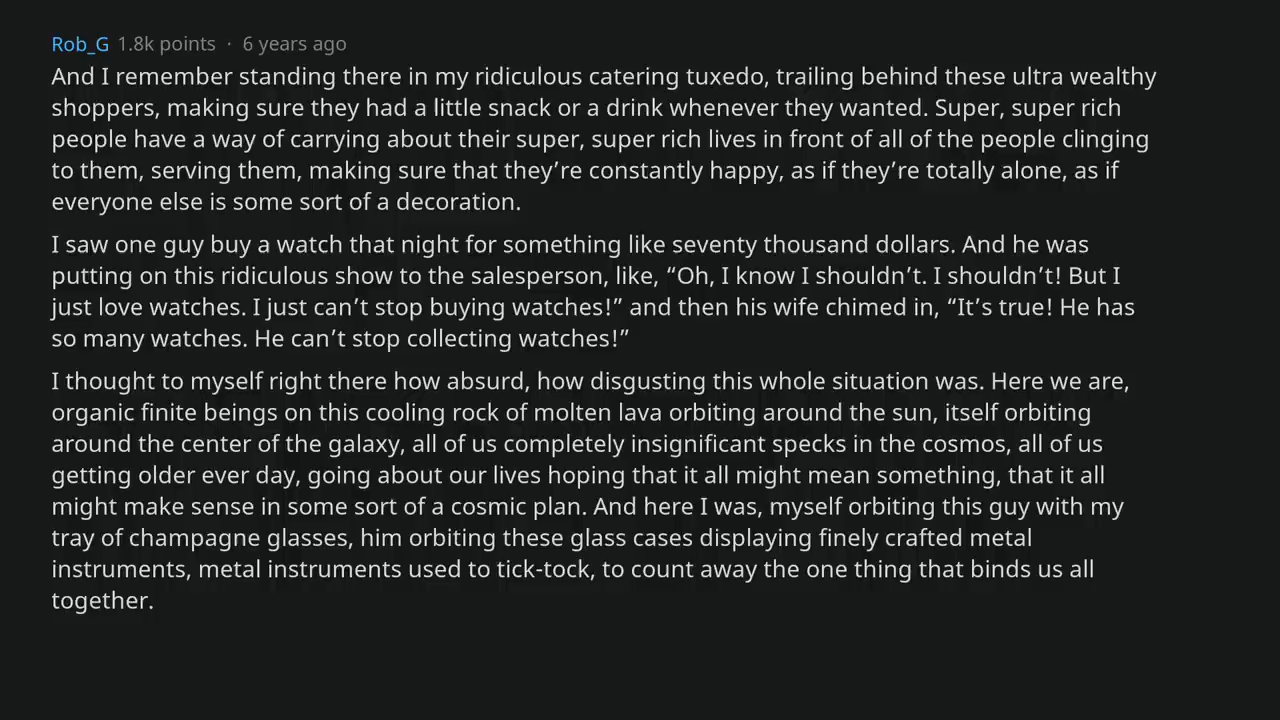 Rob_G 1.8k points · 6 years ago
And I remember standing there in my ridiculous catering tuxedo, trailing behind these ultra wealthy
shoppers, making sure they had a little snack or a drink whenever they wanted. Super, super rich
people have a way of carrying about their super, super rich lives in front of all of the people clinging
to them, serving them, making sure that they’re constantly happy, as if they’re totally alone, as if
everyone else is some sort of a decoration.
I saw one guy buy a watch that night for something like seventy thousand dollars. And he was
putting on this ridiculous show to the salesperson, like, “Oh, I know I shouldn’t. I shouldn’t! But I
just love watches. I just can’t stop buying watches!” and then his wife chimed in, “It’s true! He has
so many watches. He can’t stop collecting watches!”
I thought to myself right there how absurd, how disgusting this whole situation was. Here we are,
organic finite beings on this cooling rock of molten lava orbiting around the sun, itself orbiting
around the center of the galaxy, all of us completely insignificant specks in the cosmos, all of us
getting older ever day, going about our lives hoping that it all might mean something, that it all
might make sense in some sort of a cosmic plan. And here I was, myself orbiting this guy with my
tray of champagne glasses, him orbiting these glass cases displaying finely crafted metal
instruments, metal instruments used to tick-tock, to count away the one thing that binds us all
together.